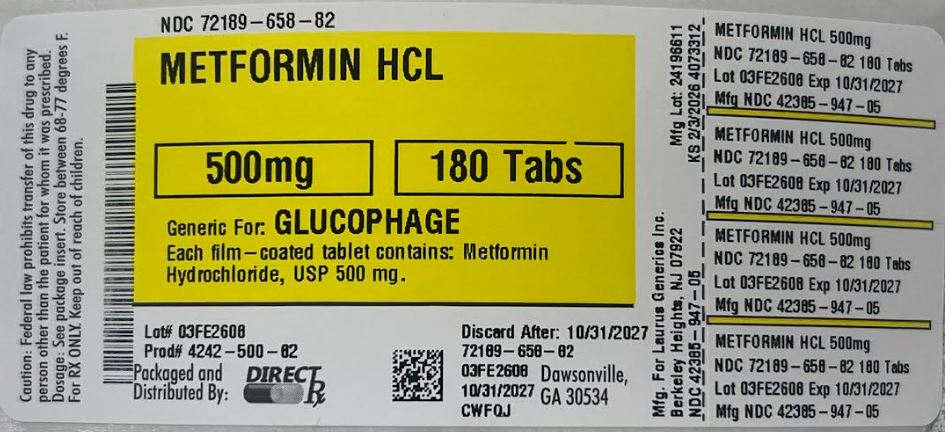 Caution: Federal law prohibits transfer of this drug to any
person other than the patient for whom it was prescribed.
Dosage: See package insert. Store between 68-77 degrees F.
For RX ONLY. Keep out of reach of children.
NDC 72189-658-82
METFORMIN HCL
500mg
180 Tabs
Generic For: GLUCOPHAGE
Each film-coated tablet contains: Metformin
Hydrochloride, USP 500 mg.
Lot# 03FE2608
Prod# 4242-500-82
Packaged and
Distributed By:
DIRECT Rx
Discard After: 10/31/2027
72189-658-82
03FE2608
10/31/2027
CWFQJ
Dawsonville,
GA 30534
Mfg Lot: 24196611
KS 2/3/2026 4073312
Mfg. For Laurus Generics Inc.
Berkeley Heights, NJ 07922
NDC 42385-947-05
METFORMIN HCL 500mg
NDC 72189-658-82 180 Tabs
Lot 03FE2608 Exp 10/31/2027
Mfg NDC 42385-947-05
METFORMIN HCL 500mg
NDC 72189-658-82 180 Tabs
Lot 03FE2608 Exp 10/31/2027
Mfg NDC 42385-947-05
METFORMIN HCL 500mg
NDC 72189-658-82 180 Tabs
Lot 03FE2608 Exp 10/31/2027
Mfg NDC 42385-947-05
METFORMIN HCL 500mg
NDC 72189-658-82 180 Tabs
Lot 03FE2608 Exp 10/31/2027
Mfg NDC 42385-947-05